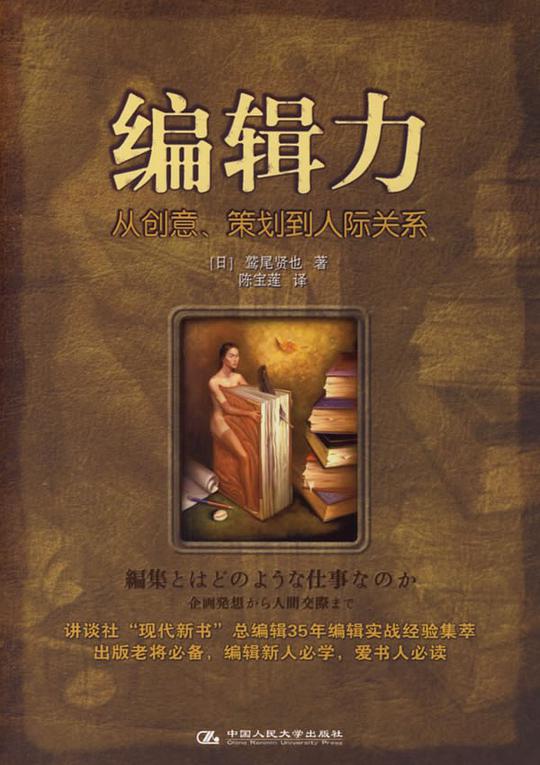 编辑力
从创意、策划到人际关系
［日］ 鹫尾贤也 著
陈宝莲 译
編集とはどのような仕事なのか
企画発想から人間交際まで
讲谈社“现代新书”总编辑35年编辑实战经验集萃
出版老将必备，编辑新人必学，爱书人必读
中国人民大学出版社
China Renmin University Press